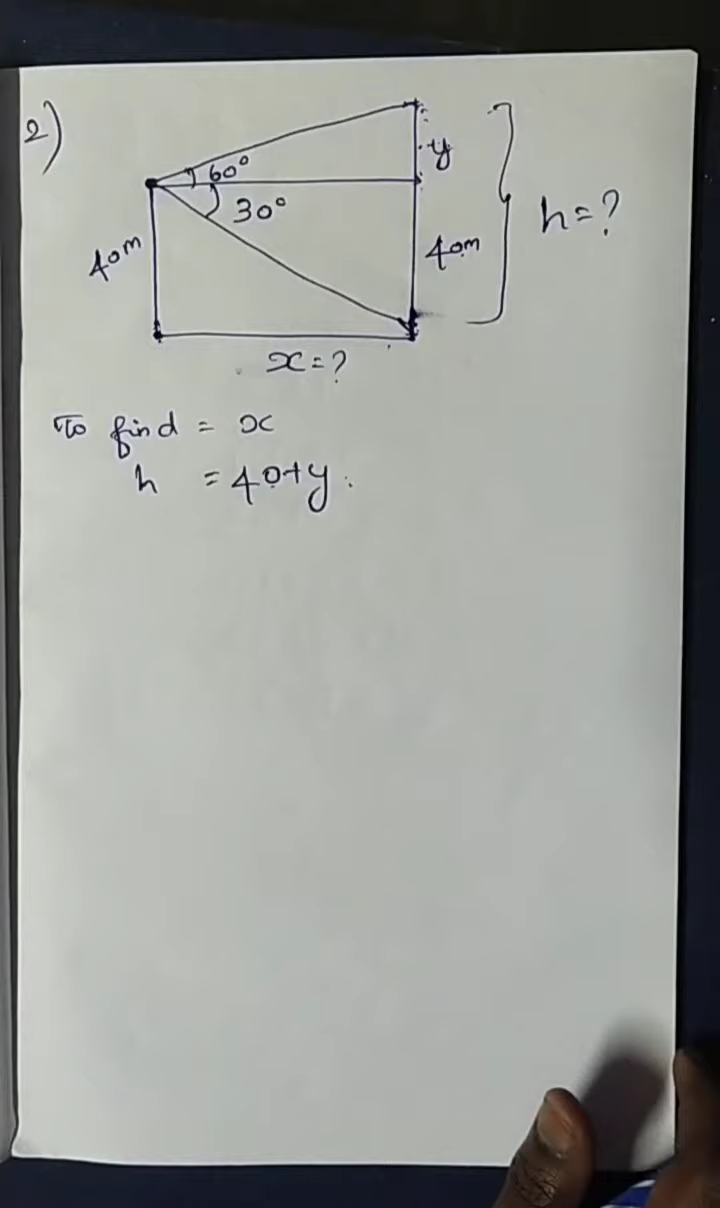 2)
y
60°
30°
h=?
40m
40m
x=?
To find = x
h = 40+y.